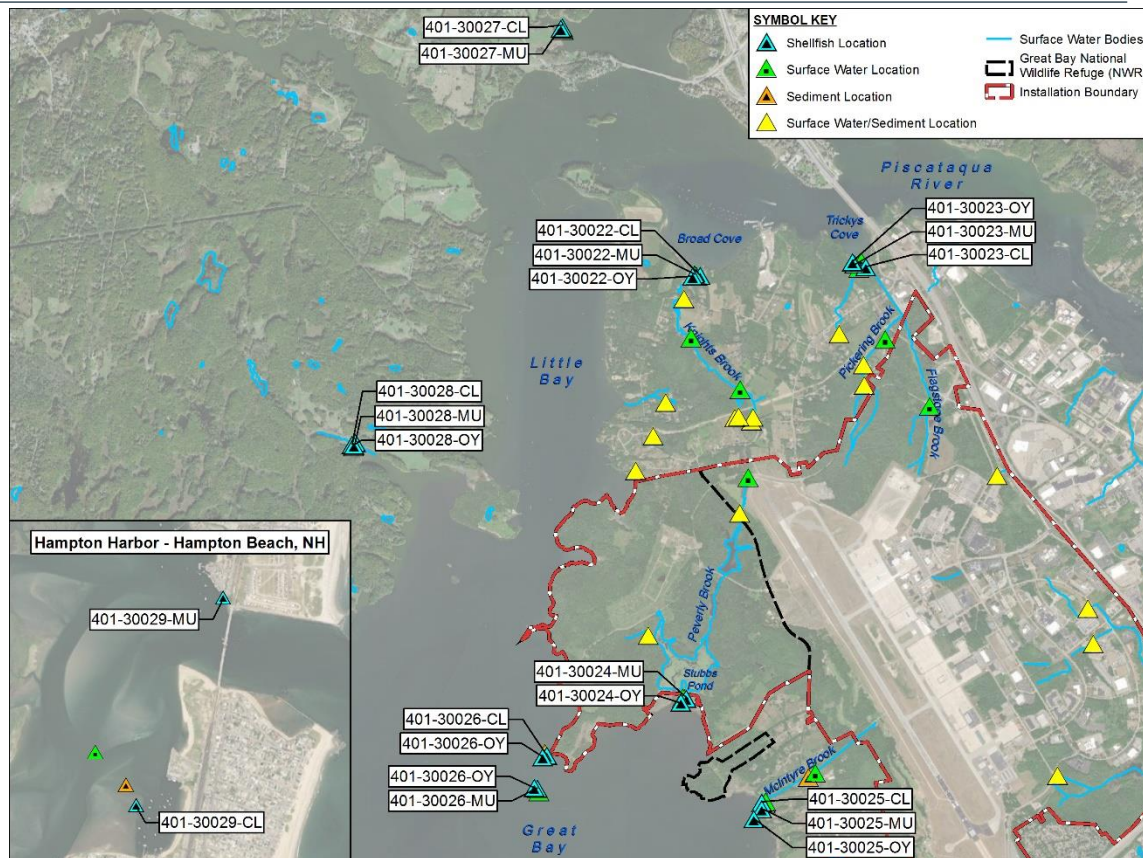 401-30027-CL
401-30027-MU
SYMBOL KEY
Shellfish Location
Surface Water Location
Sediment Location
Surface Water/Sediment Location
Surface Water Bodies
Great Bay National
Wildlife Refuge (NWR
Installation Boundary
Piscataqua
River
Trickys
Cove
401-30023-OY
401-30023-MU
401-30023-CL
Broad Cove
401-30022-CL
401-30022-MU
401-30022-OY
Knights Brook
Pickering Brook
Flagstone Brook
Little
Bay
401-30028-CL
401-30028-MU
401-30028-OY
Hampton Harbor - Hampton Beach, NH
401-30029-MU
401-30029-CL
Peverly Brook
Stubbs
Pond
401-30024-MU
401-30024-OY
401-30026-CL
401-30026-OY
401-30026-OY
401-30026-MU
McIntyre Brook
401-30025-CL
401-30025-MU
401-30025-OY
Great
Bay